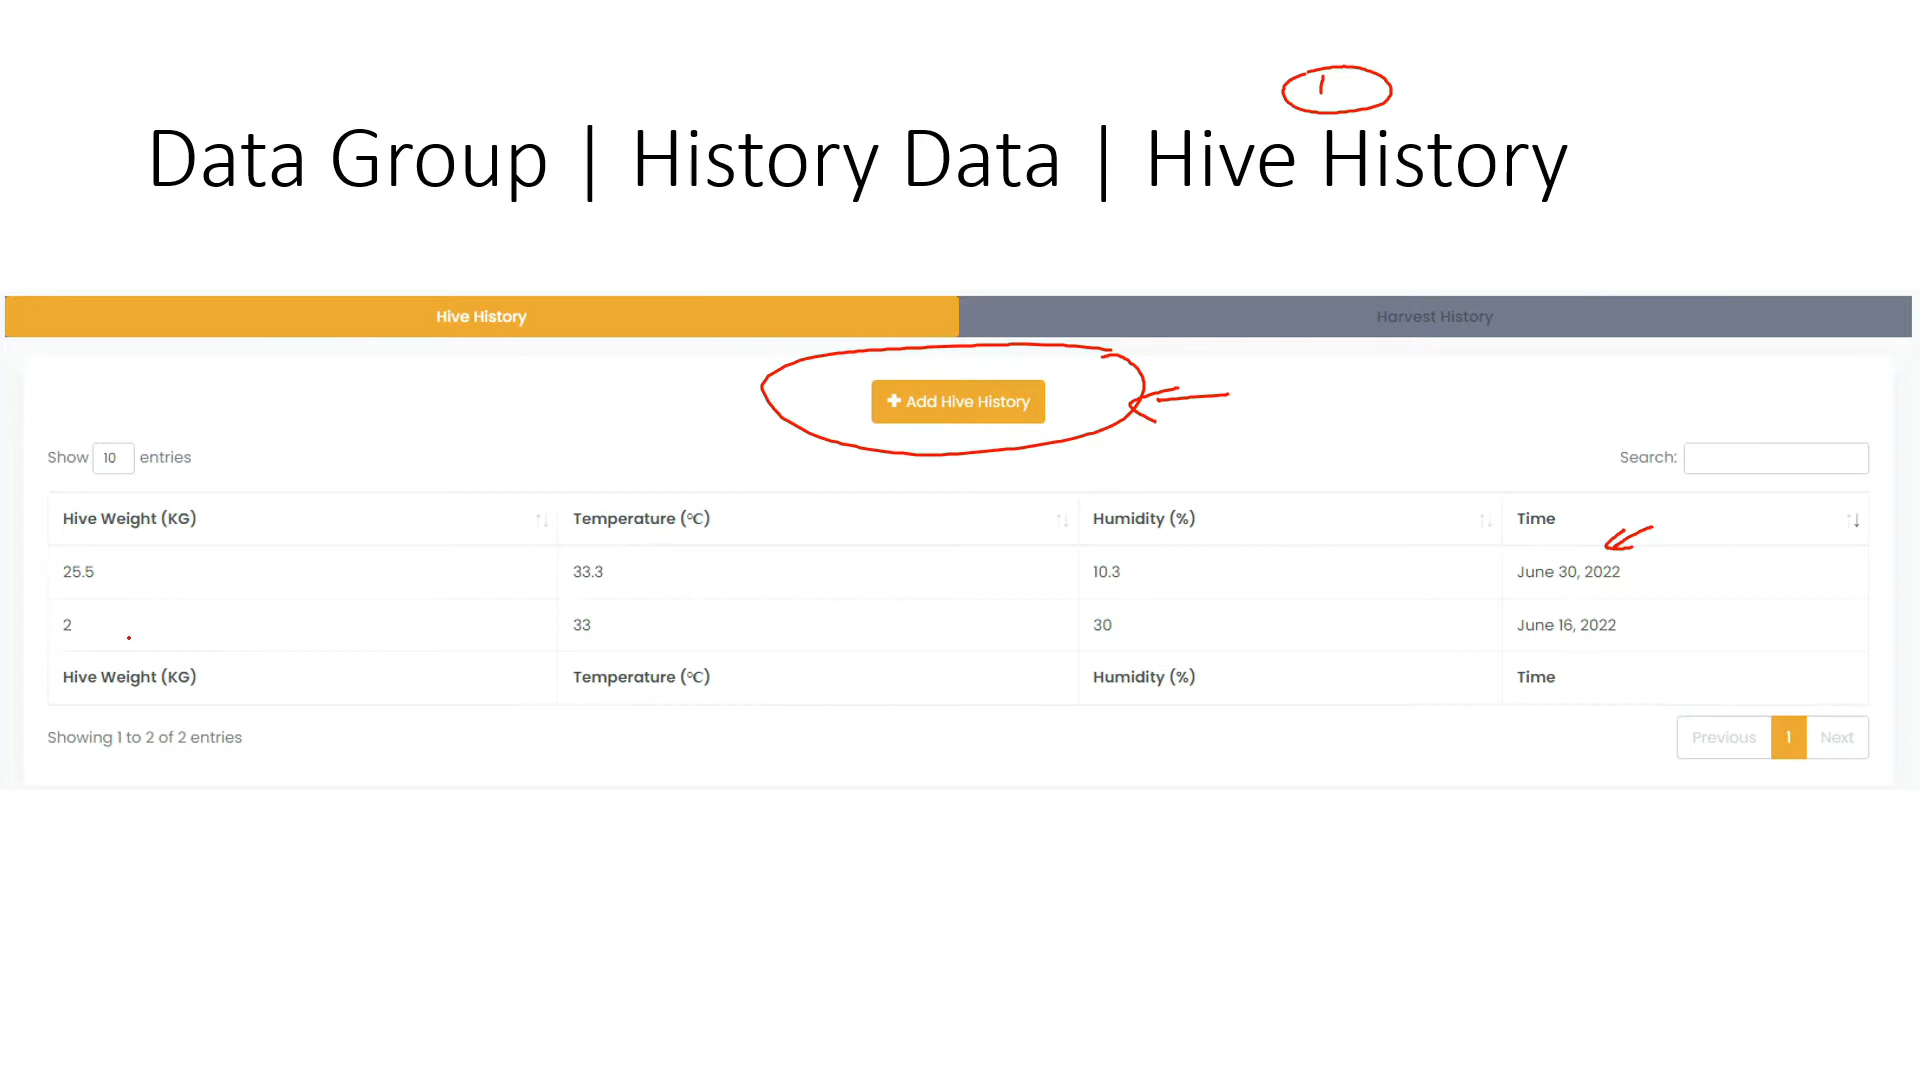 1
Data Group | History Data | Hive History
Hive History Harvest History
+ Add Hive History
Show 10 entries Search:
Hive Weight (KG) Temperature (℃) Humidity (%) Time
25.5 33.3 10.3 June 30, 2022
2 33 30 June 16, 2022
Hive Weight (KG) Temperature (℃) Humidity (%) Time
Showing 1 to 2 of 2 entries Previous 1 Next